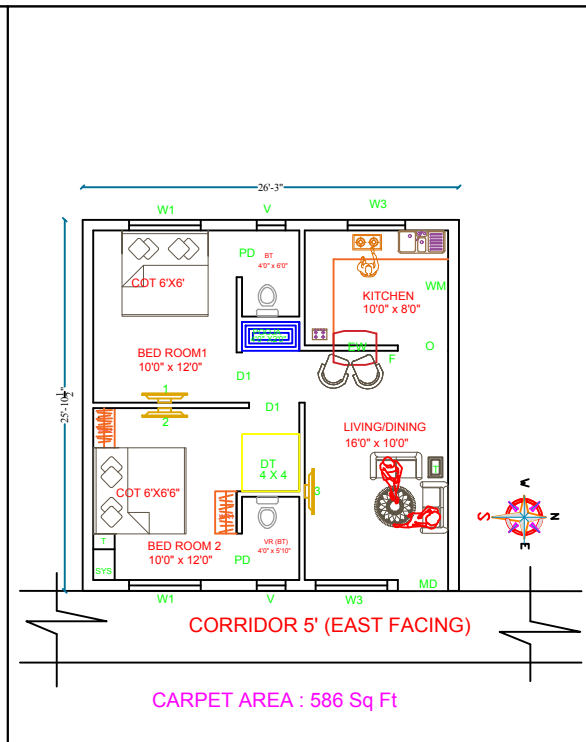 26'-3"
W1
V
W3
PD
BT
4'0" x 6'0"
COT 6'X6'
WM
KITCHEN
10'0" x 8'0"
EW
O
F
BED ROOM1
10'0" x 12'0"
D1
1
2
D1
25'-10½"
LIVING/DINING
16'0" x 10'0"
DT
4 X 4
T
3
COT 6'X6'6"
VR (BT)
4'0" x 5'10"
BED ROOM 2
10'0" x 12'0"
PD
T
SYS
MD
W1
V
W3
W
S
N
E
CORRIDOR 5' (EAST FACING)
CARPET AREA : 586 Sq Ft